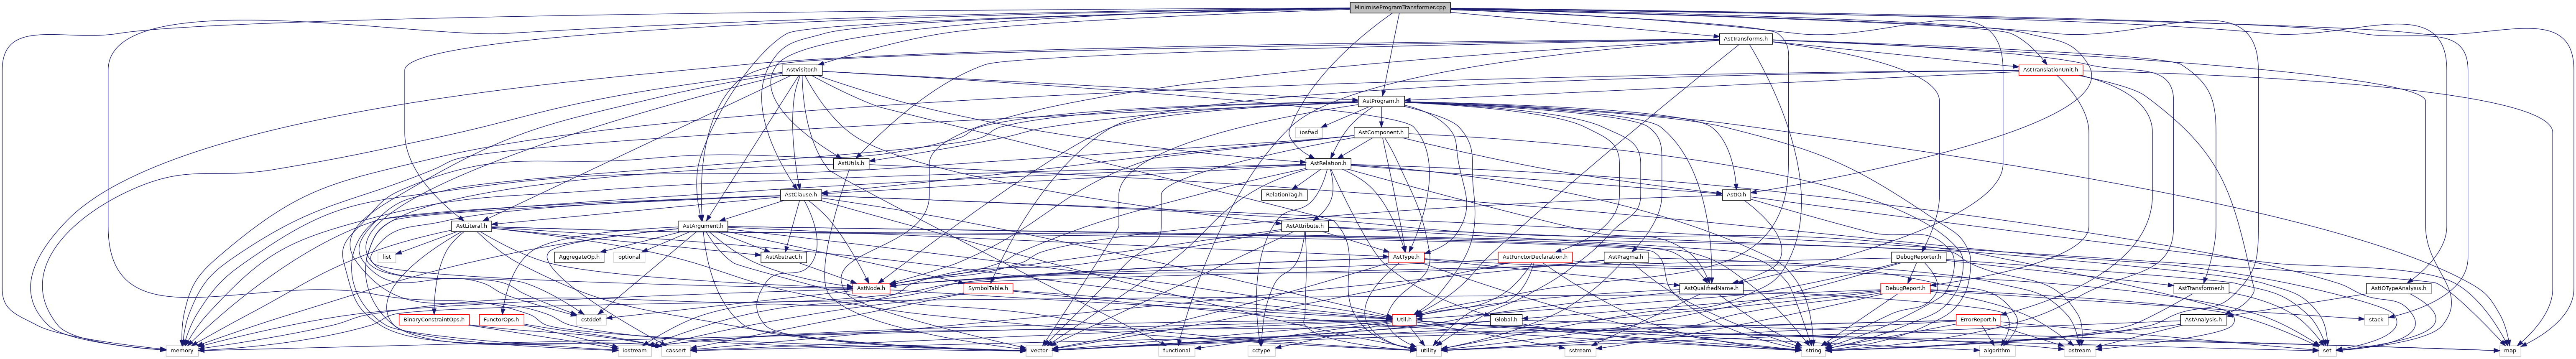 MinimiseProgramTransformer.cpp
AstTransforms.h
AstVisitor.h
AstTranslationUnit.h
AstProgram.h
iosfwd
AstComponent.h
AstUtils.h
AstRelation.h
AstClause.h
RelationTag.h
AstIO.h
AstLiteral.h
AstArgument.h
AstAttribute.h
list
AggregateOp.h
optional
AstAbstract.h
AstType.h
AstFunctorDeclaration.h
AstPragma.h
DebugReporter.h
AstNode.h
SymbolTable.h
AstQualifiedName.h
DebugReport.h
AstTransformer.h
AstIOTypeAnalysis.h
BinaryConstraintOps.h
FunctorOps.h
cstddef
Util.h
Global.h
ErrorReport.h
AstAnalysis.h
stack
memory
iostream
cassert
vector
functional
cctype
utility
sstream
string
algorithm
ostream
set
map